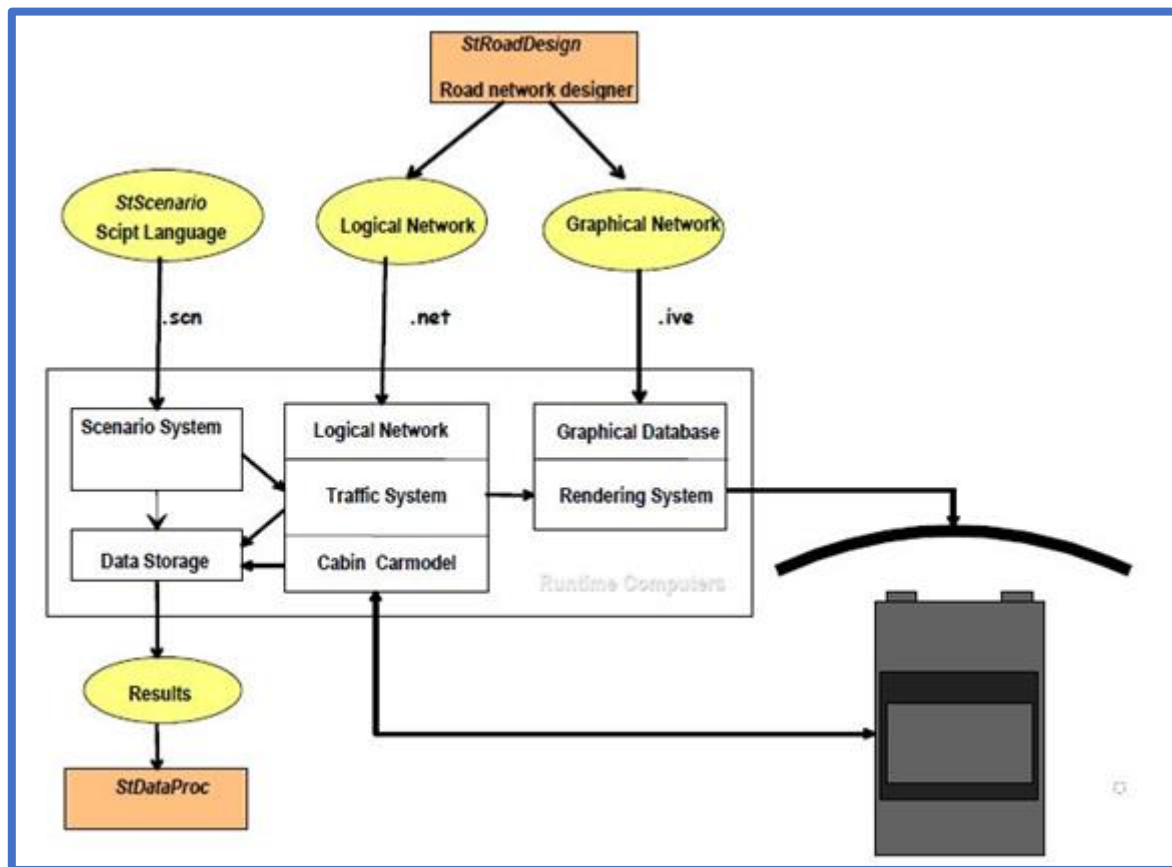 StRoadDesign
Road network designer
StScenario
Scipt Language
Logical Network
Graphical Network
.scn
.net
.ive
Scenario System
Logical Network
Graphical Database
Traffic System
Rendering System
Data Storage
Cabin Carmodel
Runtime Computers
Results
StDataProc